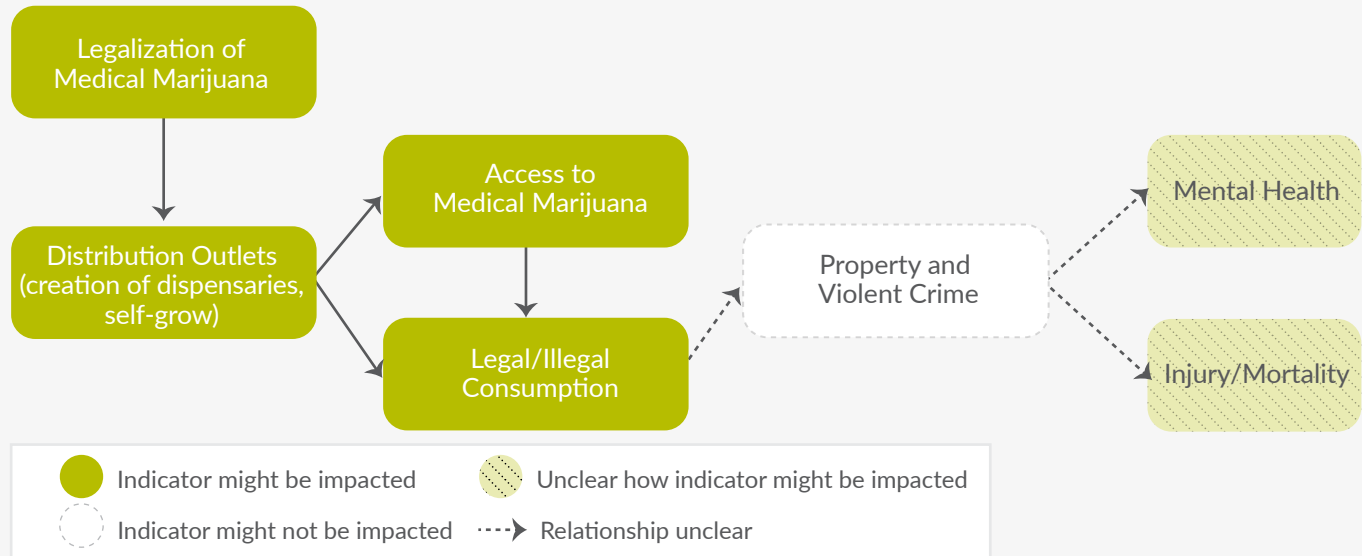 Legalization of
Medical Marijuana
Distribution Outlets
(creation of dispensaries,
self-grow)
Access to
Medical Marijuana
Legal/Illegal
Consumption
Property and
Violent Crime
Mental Health
Injury/Mortality
Indicator might be impacted
Unclear how indicator might be impacted
Indicator might not be impacted
Relationship unclear